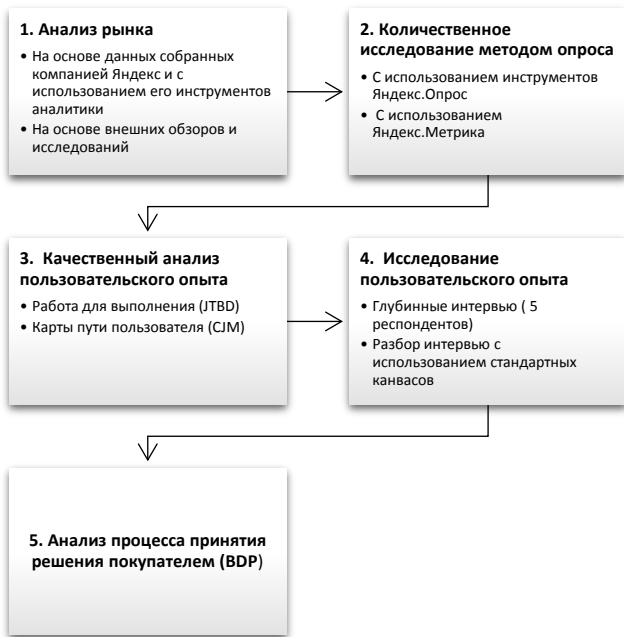 1. Анализ рынка
• На основе данных собранных
компанией Яндекс и с
использованием его инструментов
аналитики
• На основе внешних обзоров и
исследований
2. Количественное
исследование методом опроса
• С использованием инструментов
Яндекс.Опрос
• С использованием
Яндекс.Метрика
3. Качественный анализ
пользовательского опыта
• Работа для выполнения (JTBD)
• Карты пути пользователя (CJM)
4. Исследование
пользовательского опыта
• Глубинные интервью ( 5
респондентов)
• Разбор интервью с
использованием стандартных
канвасов
5. Анализ процесса принятия
решения покупателем (BDP)